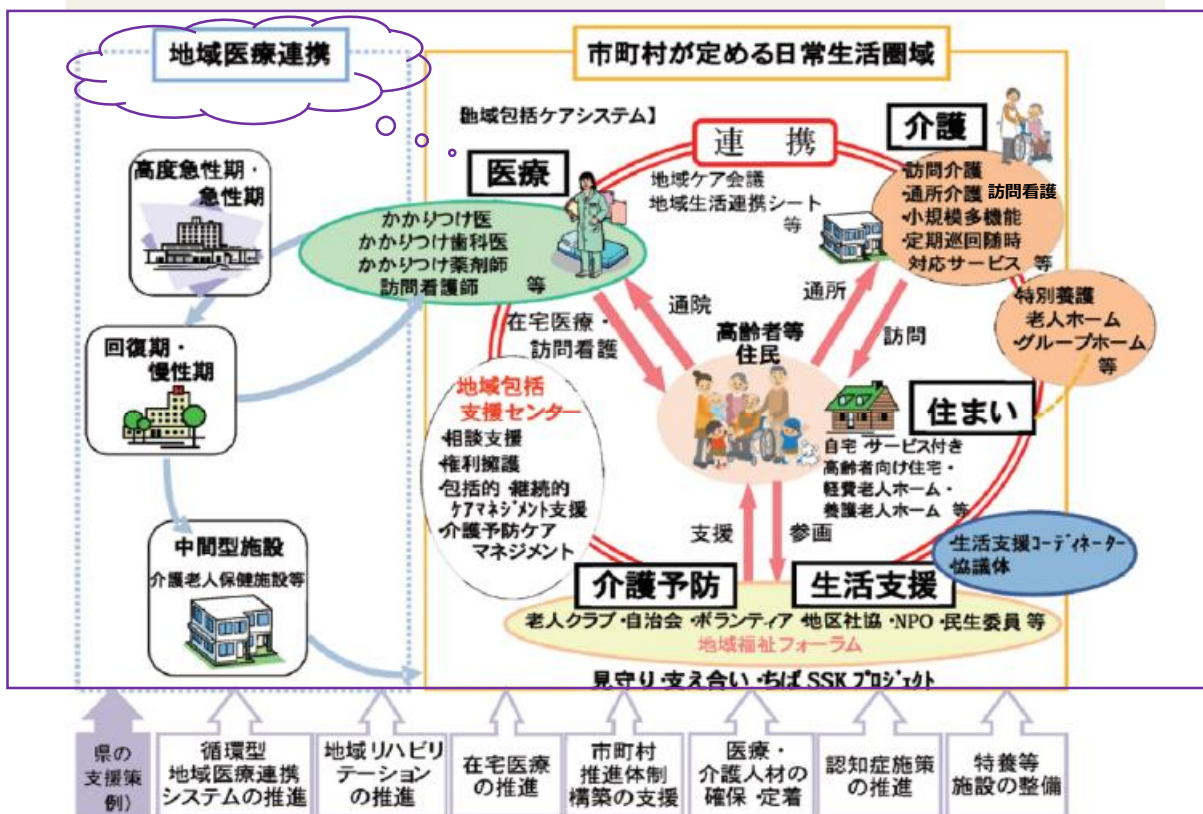 地域医療連携
市町村が定める日常生活圏域
【地域包括ケアシステム】
連 携
介護
医療
地域ケア会議
地域生活連携シート
等
・訪問介護
・通所介護 訪問看護
・小規模多機能
・定期巡回随時
対応サービス 等
高度急性期・
急性期
かかりつけ医
かかりつけ歯科医
かかりつけ薬剤師
訪問看護師 等
・特別養護
老人ホーム
・グループホーム
等
通院
通所
訪問
在宅医療・
訪問看護
高齢者等
住民
回復期・
慢性期
地域包括
支援センター
・相談支援
・権利擁護
・包括的・継続的
ケアマネジメント支援
・介護予防ケア
マネジメント
住まい
自宅・サービス付き
高齢者向け住宅・
軽費老人ホーム・
養護老人ホーム 等
支援
参画
・生活支援コーディネーター
・協議体
中間型施設
介護老人保健施設等
介護予防
生活支援
老人クラブ・自治会・ボランティア・地区社協・NPO・民生委員 等
地域福祉フォーラム
見守り・支え合い・ちばSSKプロジェクト
県の
支援策
例)
循環型
地域医療連携
システムの推進
地域リハビリ
テーション
の推進
在宅医療
の推進
市町村
推進体制
構築の支援
医療・
介護人材の
確保・定着
認知症施策
の推進
特養等
施設の整備